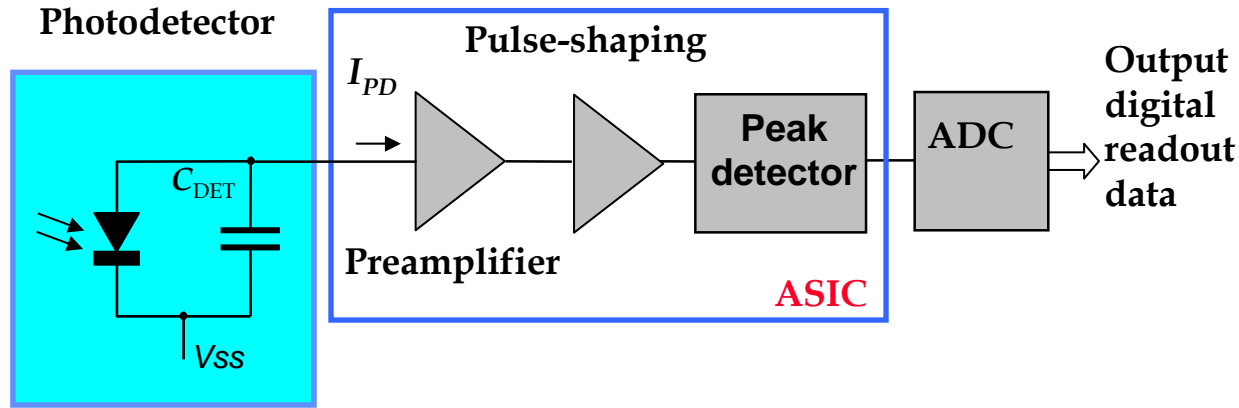 Photodetector
Pulse-shaping
I_PD
C_DET
Vss
Preamplifier
Peak
detector
ASIC
ADC
Output
digital
readout
data